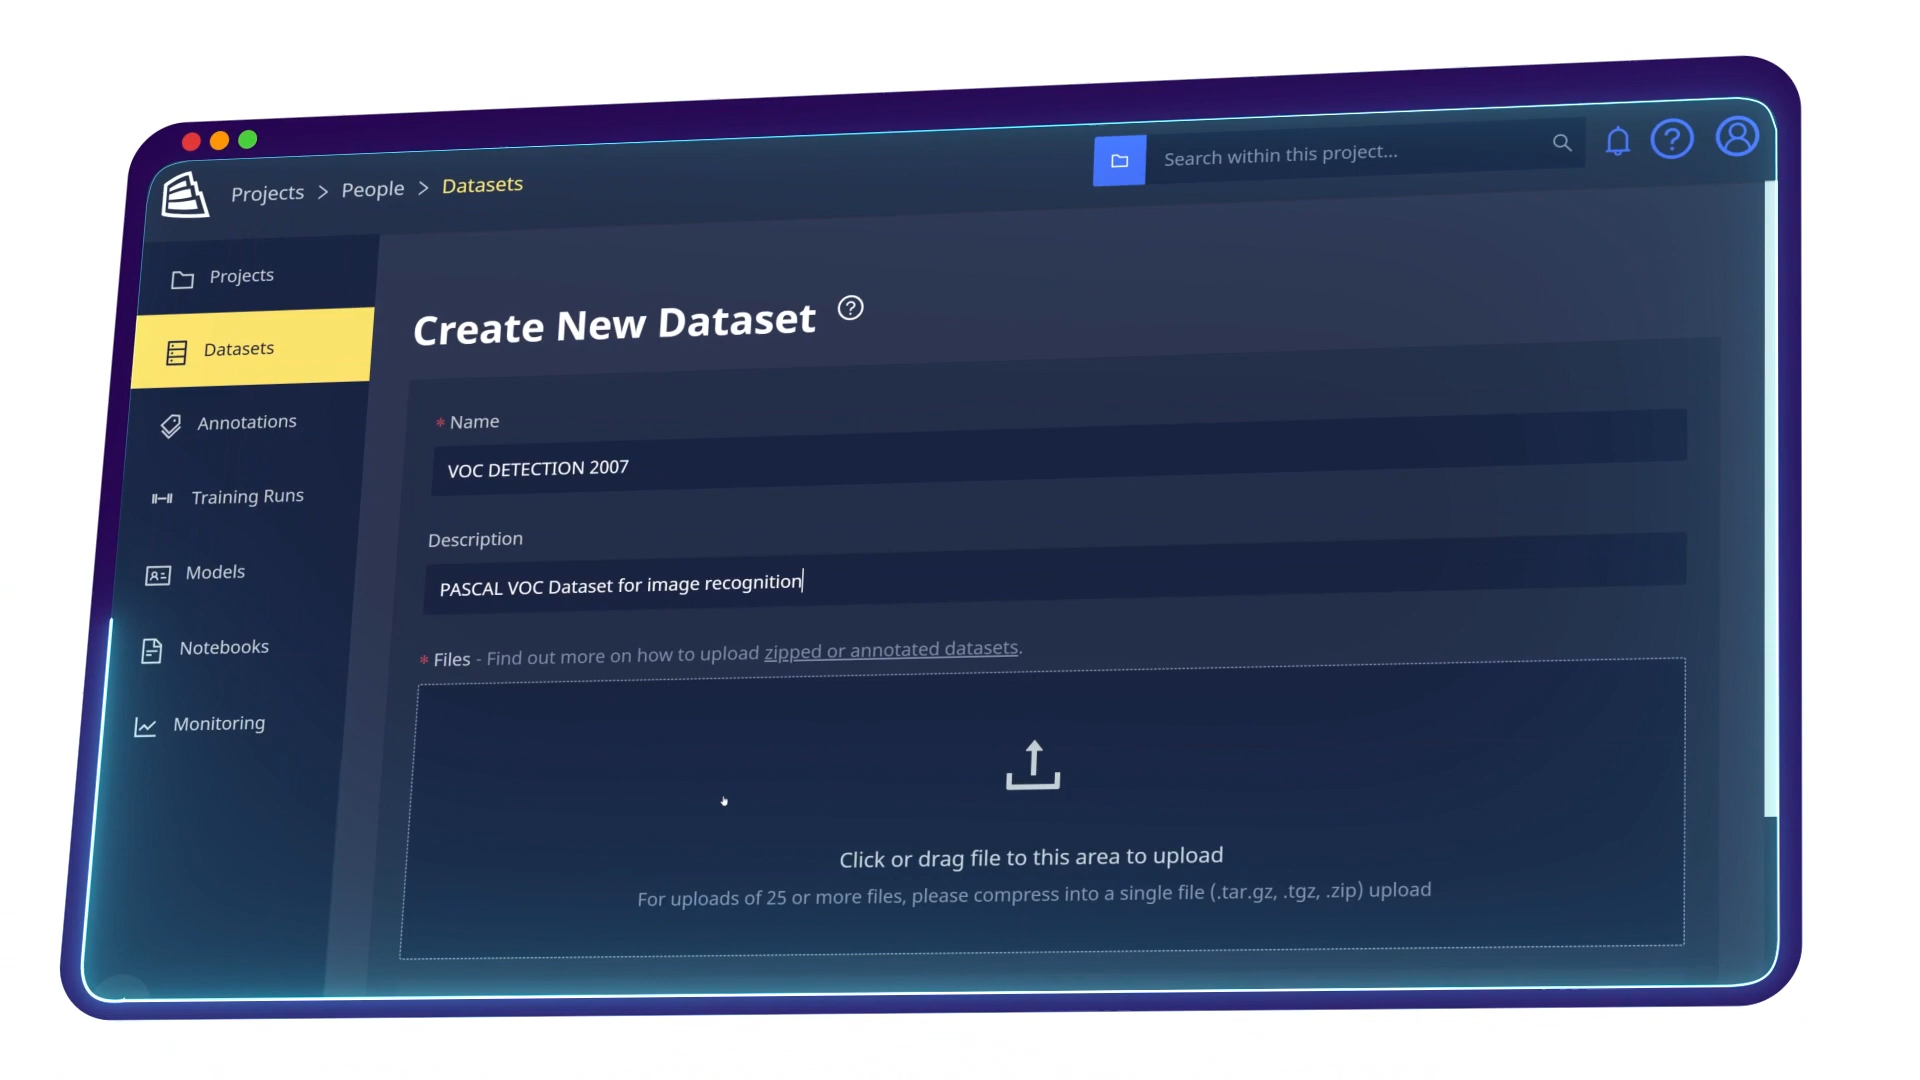 Projects > People > Datasets
Search within this project...
Projects
Datasets
Annotations
Training Runs
Models
Notebooks
Monitoring
Create New Dataset
* Name
VOC DETECTION 2007
Description
PASCAL VOC Dataset for image recognition
* Files - Find out more on how to upload zipped or annotated datasets.
Click or drag file to this area to upload
For uploads of 25 or more files, please compress into a single file (.tar.gz, .tgz, .zip) upload